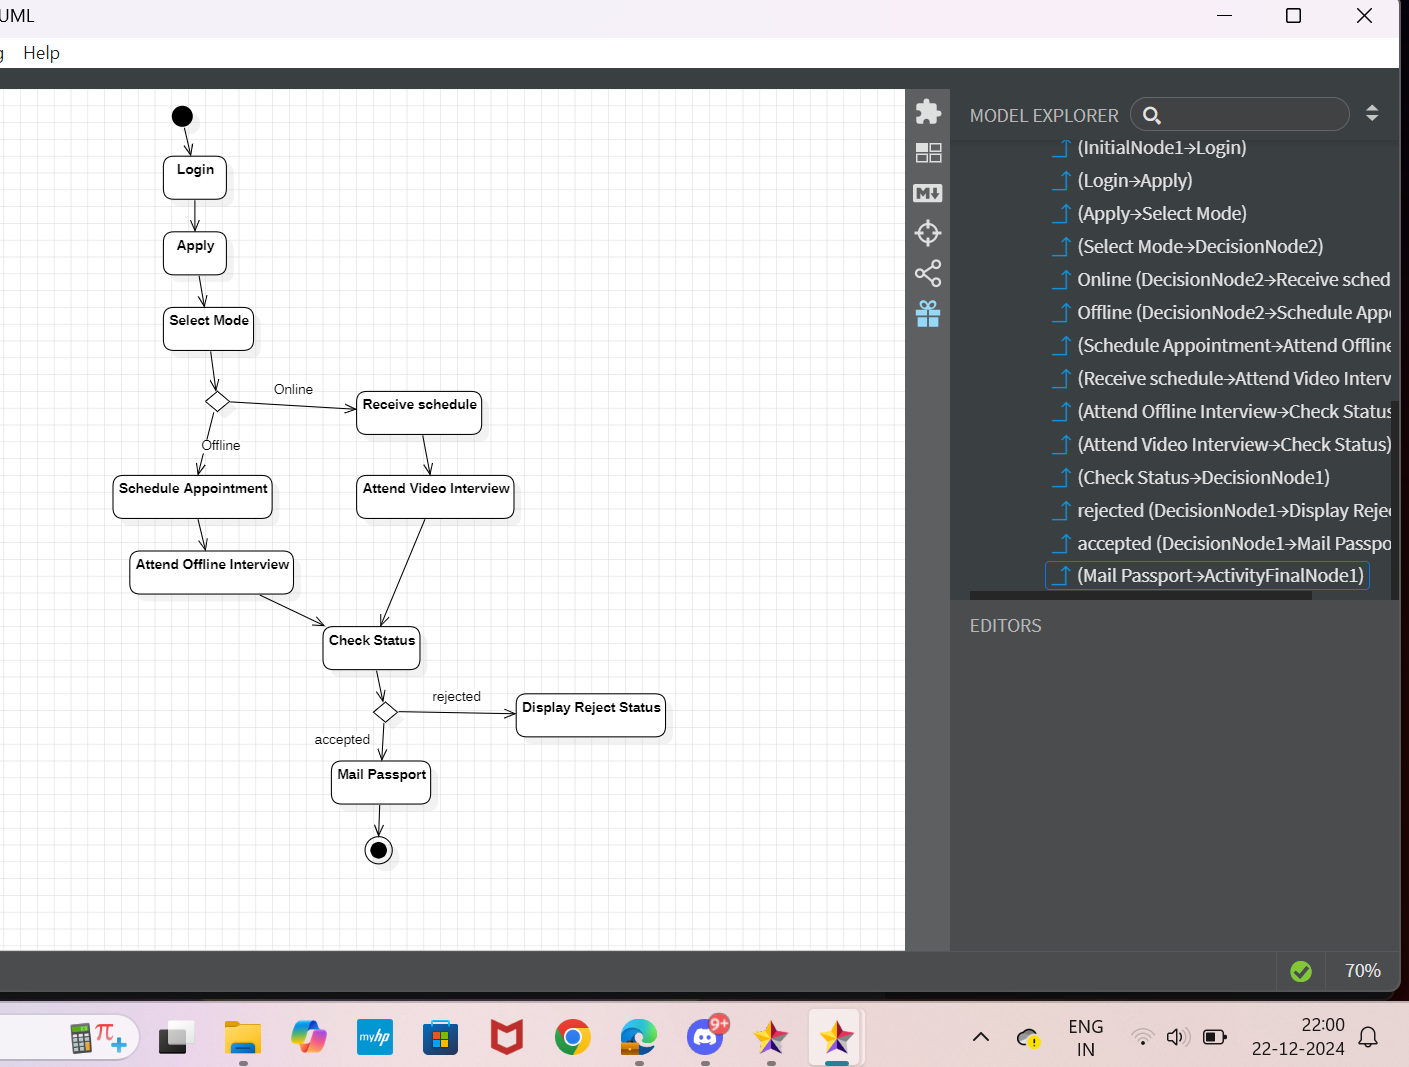 UML
g Help
Login
Apply
Select Mode
Online
Receive schedule
Offline
Schedule Appointment
Attend Video Interview
Attend Offline Interview
Check Status
rejected
Display Reject Status
accepted
Mail Passport
M
MODEL EXPLORER
(InitialNode1→Login)
(Login→Apply)
(Apply→Select Mode)
(Select Mode→DecisionNode2)
Online (DecisionNode2→Receive sched
Offline (DecisionNode2→Schedule Appo
(Schedule Appointment→Attend Offline
(Receive schedule→Attend Video Interv
(Attend Offline Interview→Check Status
(Attend Video Interview→Check Status)
(Check Status→DecisionNode1)
rejected (DecisionNode1→Display Reje
accepted (DecisionNode1→Mail Passpo
(Mail Passport→ActivityFinalNode1)
EDITORS
70%
π
myhp
9+
ENG
IN
22:00
22-12-2024